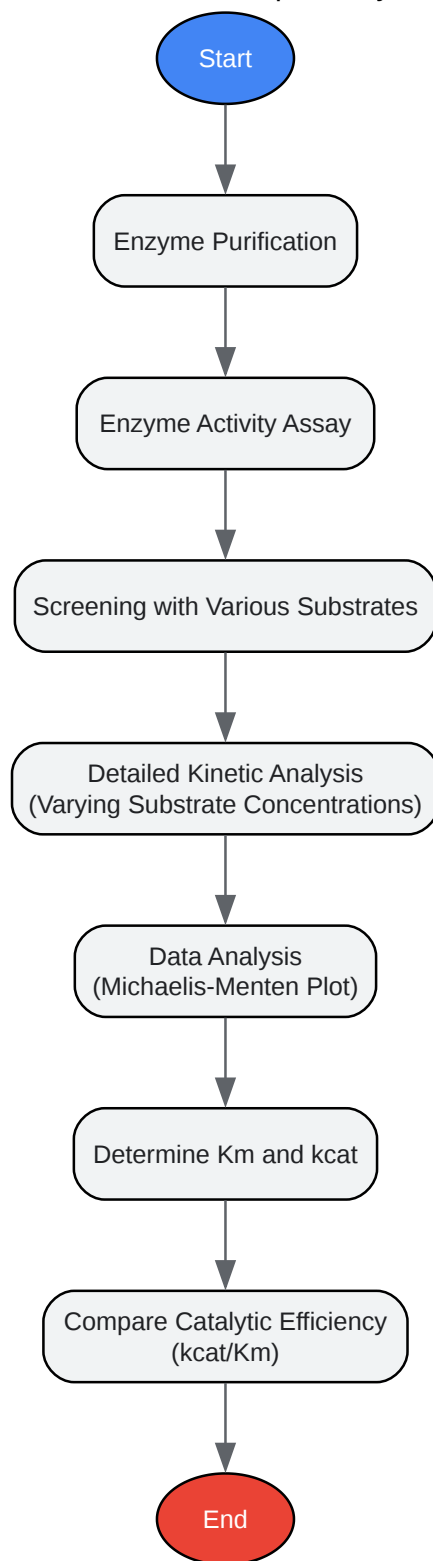 Start
Enzyme Purification
Enzyme Activity Assay
Screening with Various Substrates
Detailed Kinetic Analysis
(Varying Substrate Concentrations)
Data Analysis
(Michaelis-Menten Plot)
Determine Km and kcat
Compare Catalytic Efficiency
(kcat/Km)
End